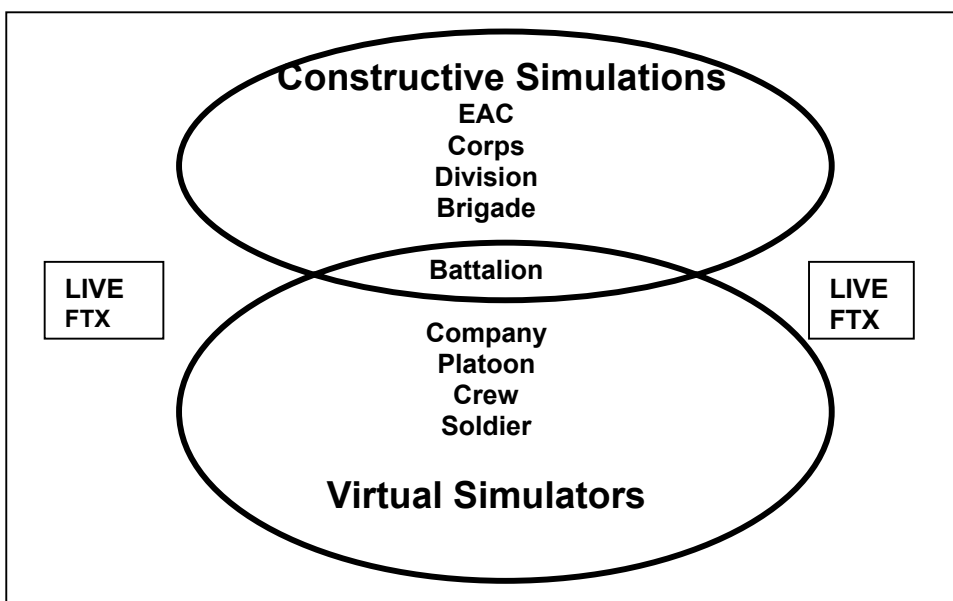 Constructive Simulations
EAC
Corps
Division
Brigade
Battalion
LIVE
FTX
LIVE
FTX
Company
Platoon
Crew
Soldier
Virtual Simulators